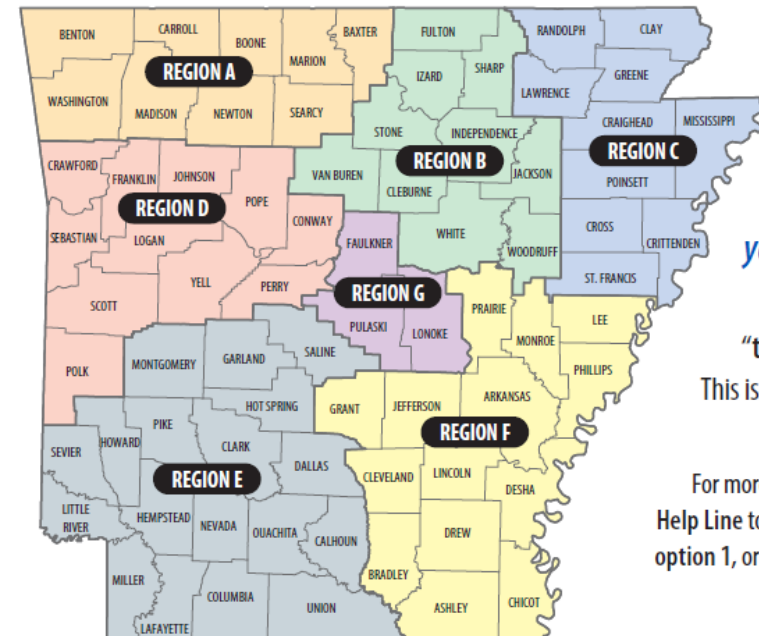 BENTON
CARROLL
BOONE
MARION
BAXTER
REGION A
WASHINGTON
MADISON
NEWTON
SEARCY
FULTON
IZARD
SHARP
STONE
INDEPENDENCE
REGION B
VAN BUREN
CLEBURNE
JACKSON
WHITE
WOODRUFF
RANDOLPH
CLAY
LAWRENCE
GREENE
CRAIGHEAD
MISSISSIPPI
REGION C
POINSETT
CROSS
CRITTENDEN
ST. FRANCIS
CRAWFORD
FRANKLIN
JOHNSON
POPE
REGION D
CONWAY
SEBASTIAN
LOGAN
YELL
PERRY
SCOTT
POLK
FAULKNER
REGION G
PULASKI
LONOKE
MONTGOMERY
GARLAND
SALINE
HOT SPRING
PIKE
CLARK
SEVIER
HOWARD
DALLAS
REGION E
LITTLE
RIVER
HEMPSTEAD
NEVADA
OUACHITA
CALHOUN
MILLER
COLUMBIA
UNION
LAFAYETTE
PRAIRIE
MONROE
LEE
PHILLIPS
GRANT
JEFFERSON
ARKANSAS
REGION F
CLEVELAND
LINCOLN
DESHA
DREW
BRADLEY
ASHLEY
CHICOT
"t
This is
For mor
Help Line to
option 1, or